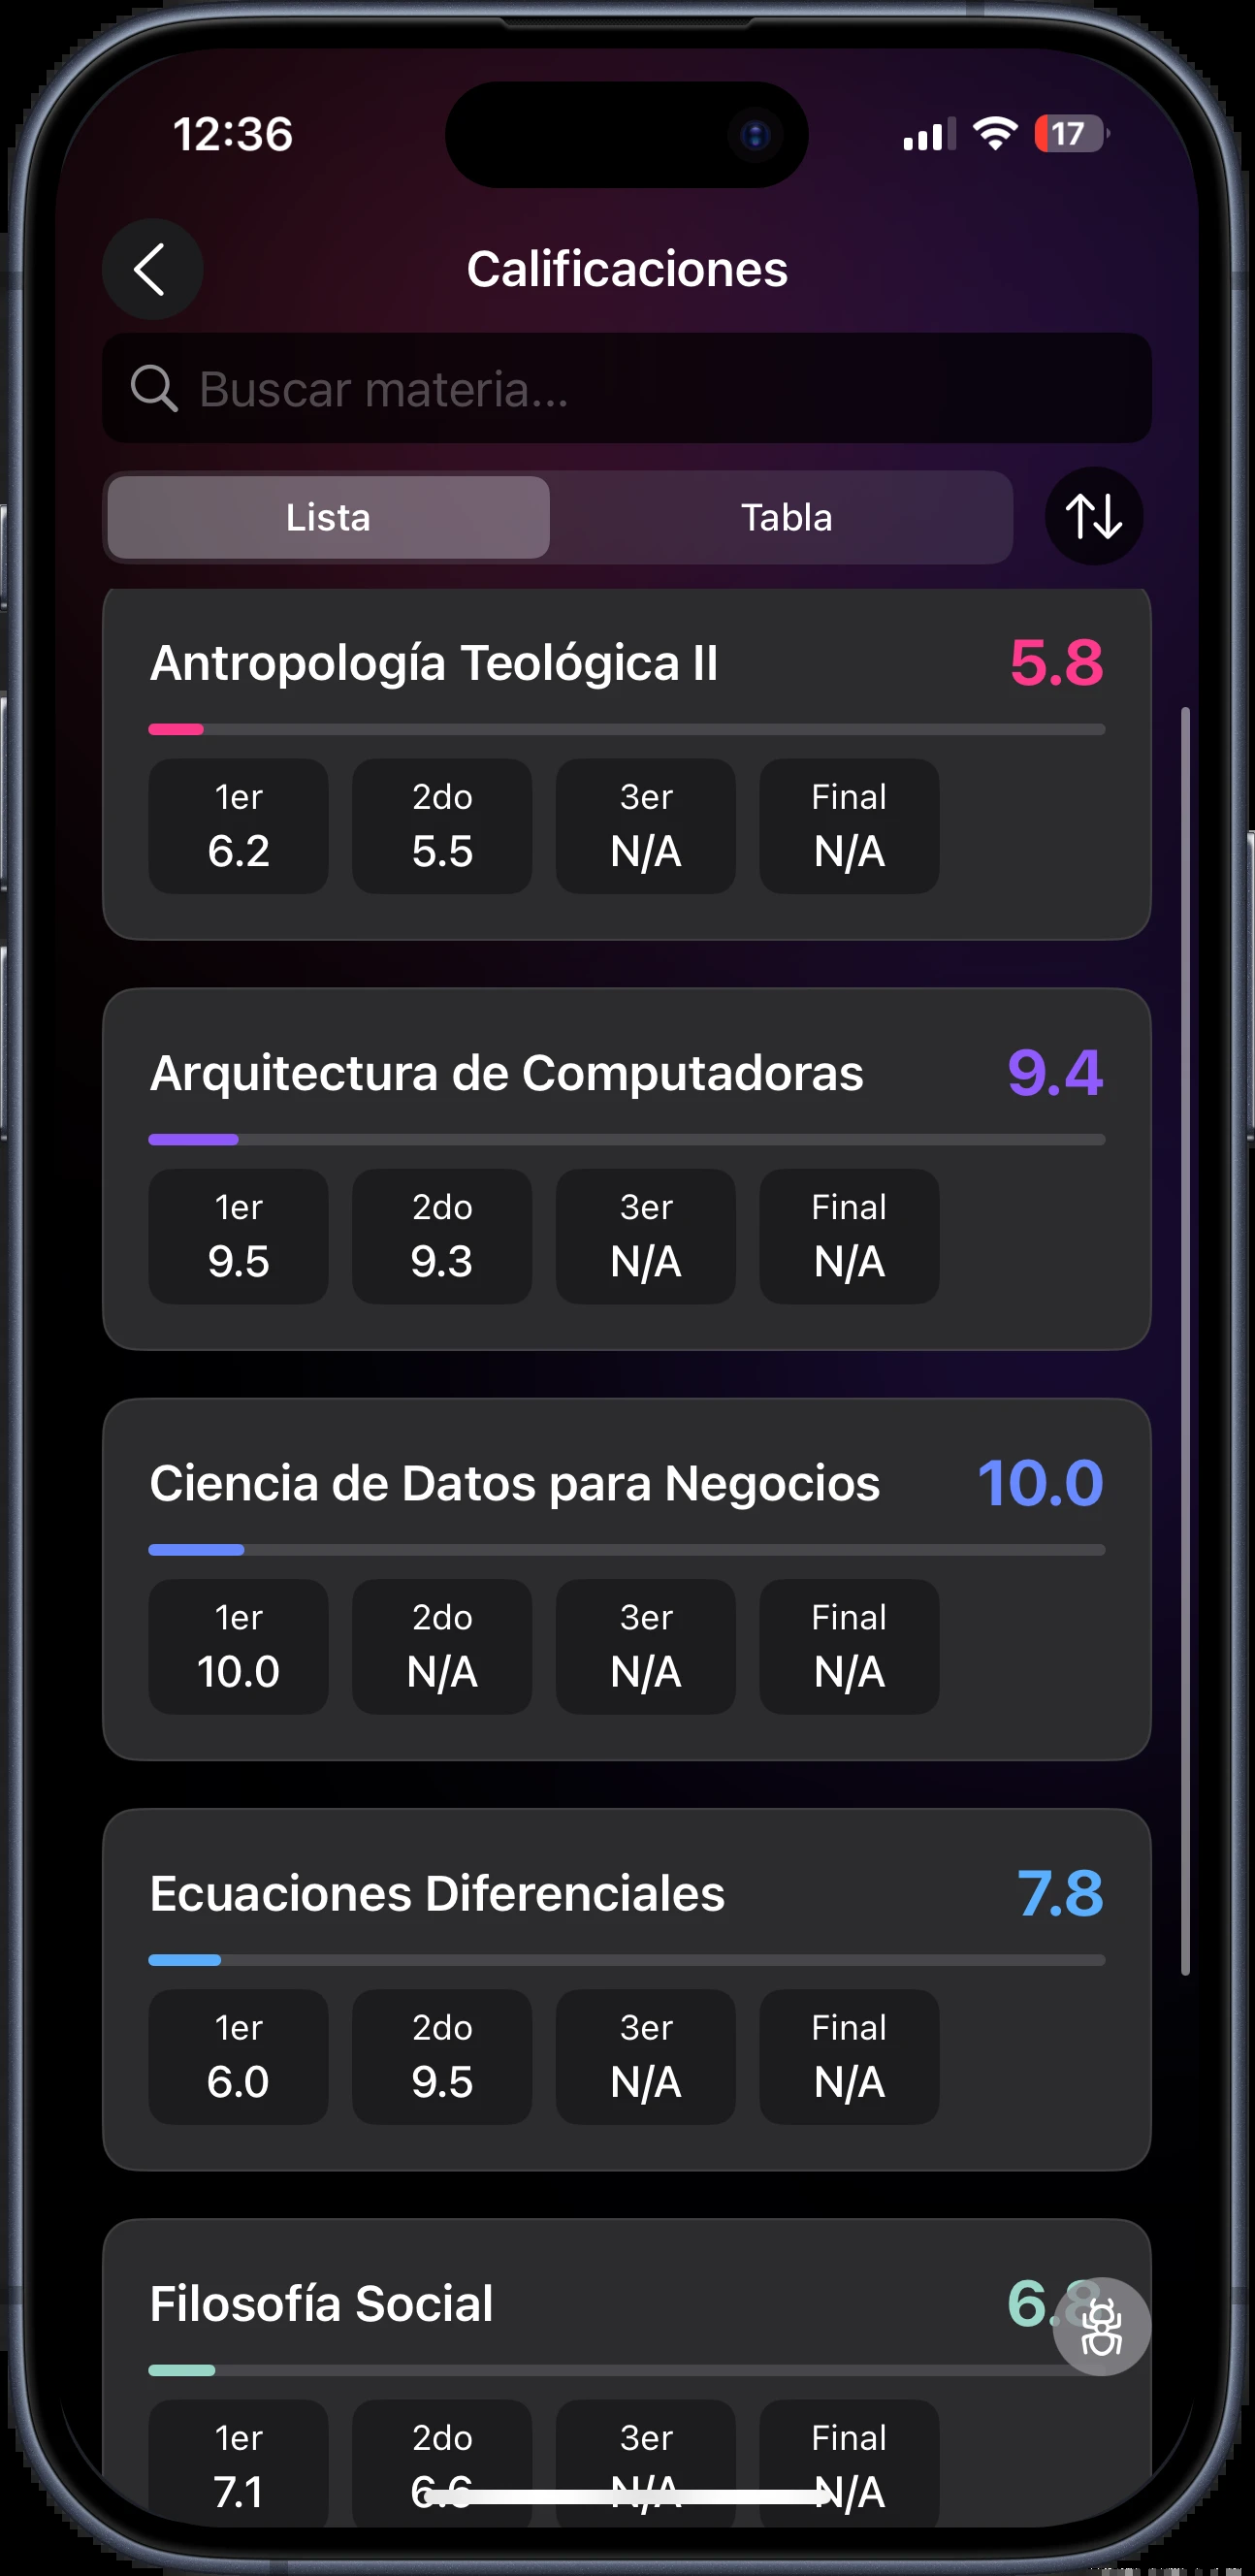 12:36
17
Calificaciones
Buscar materia...
Lista Tabla
Antropología Teológica II 5.8
1er 2do 3er Final
6.2 5.5 N/A N/A
Arquitectura de Computadoras 9.4
1er 2do 3er Final
9.5 9.3 N/A N/A
Ciencia de Datos para Negocios 10.0
1er 2do 3er Final
10.0 N/A N/A N/A
Ecuaciones Diferenciales 7.8
1er 2do 3er Final
6.0 9.5 N/A N/A
Filosofía Social 6.8
1er 2do 3er Final
7.1 6.6 N/A N/A